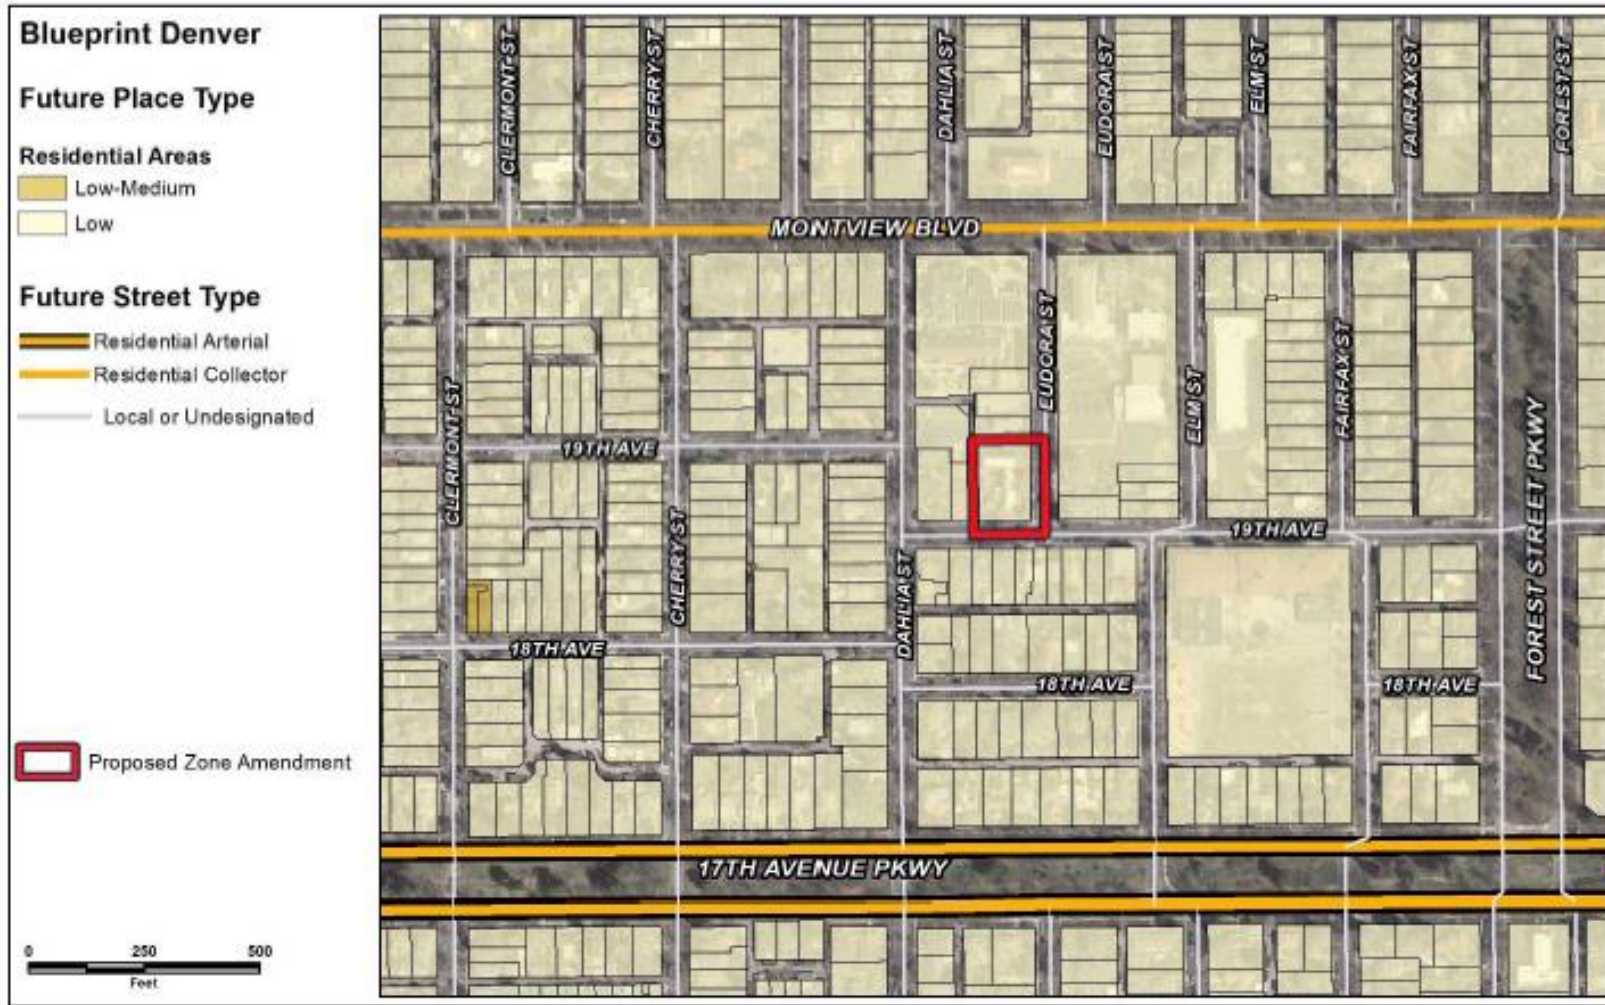 Blueprint Denver
Future Place Type
Residential Areas
Low-Medium
Low
Future Street Type
Residential Arterial
Residential Collector
Local or Undesignated
Proposed Zone Amendment
0 250 500
Feet
CLERMONT ST
CHERRY ST
DAHLIA ST
EUDORA ST
ELM ST
FAIRFAX ST
FOREST ST
MONTVIEW BLVD
EUDORA ST
CLERMONT ST
ELM ST
FAIRFAX ST
19TH AVE
CHERRY ST
19TH AVE
FOREST STREET PKWY
DAHLIA ST
18TH AVE
18TH AVE
18TH AVE
17TH AVENUE PKWY